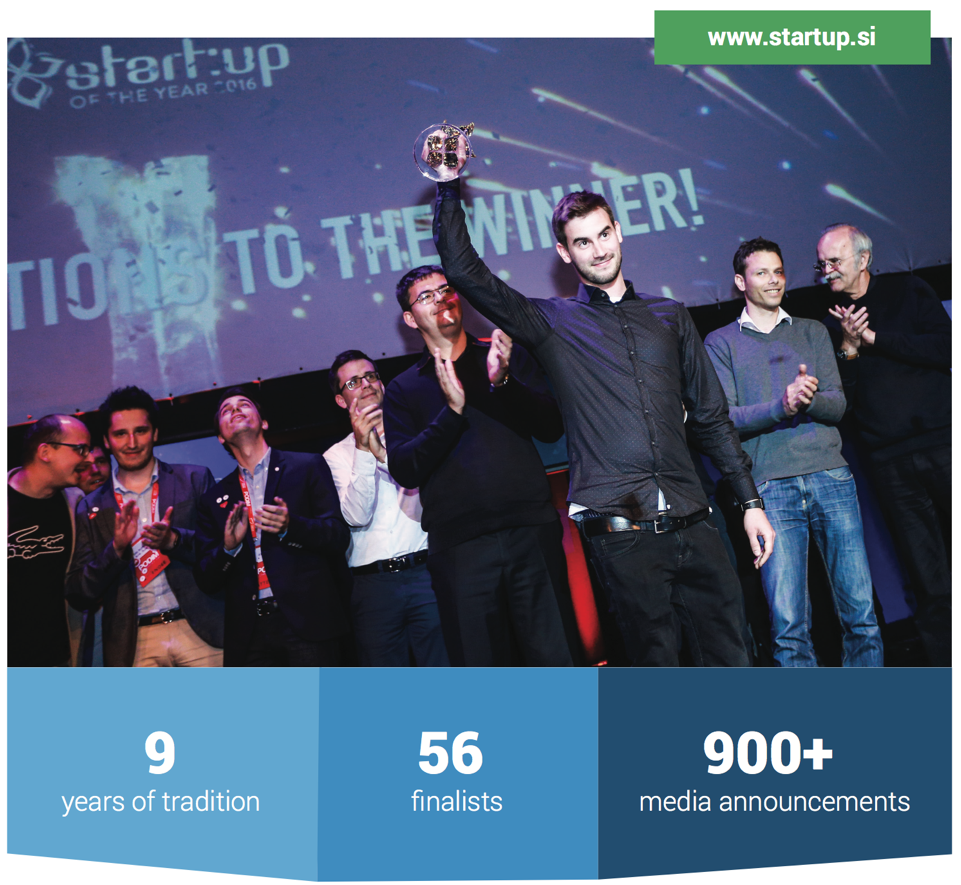 www.startup.si
start:up
OF THE YEAR 2016
TIONS TO THE WINNER!
9
years of tradition
56
finalists
900+
media announcements